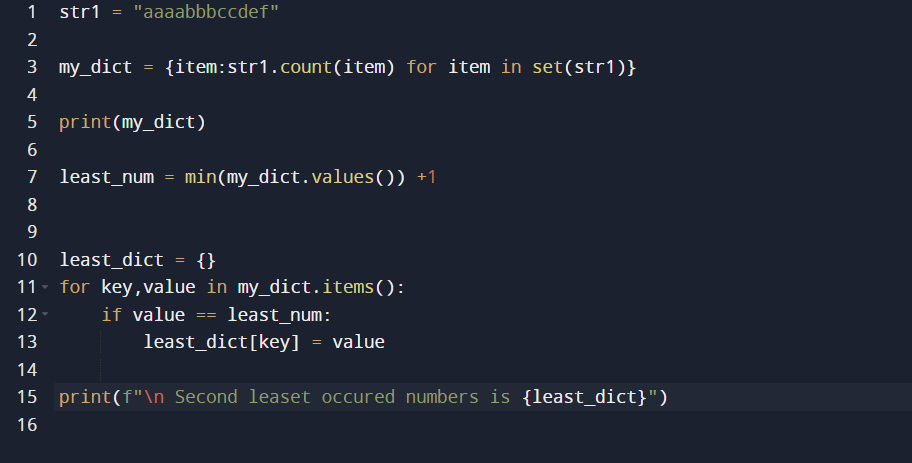 1 str1 = "aaaabbbccdef"
2
3 my_dict = {item:str1.count(item) for item in set(str1)}
4
5 print(my_dict)
6
7 least_num = min(my_dict.values()) +1
8
9
10 least_dict = {}
11 for key,value in my_dict.items():
12     if value == least_num:
13         least_dict[key] = value
14
15 print(f"\n Second leaset occured numbers is {least_dict}")
16